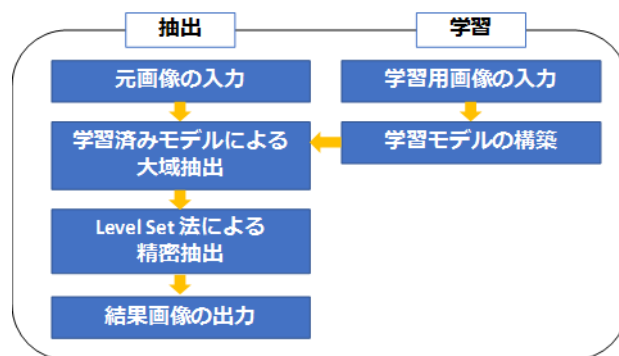 抽出
学習
元画像の入力
学習用画像の入力
学習済みモデルによる
大域抽出
学習モデルの構築
Level Set 法による
精密抽出
結果画像の出力